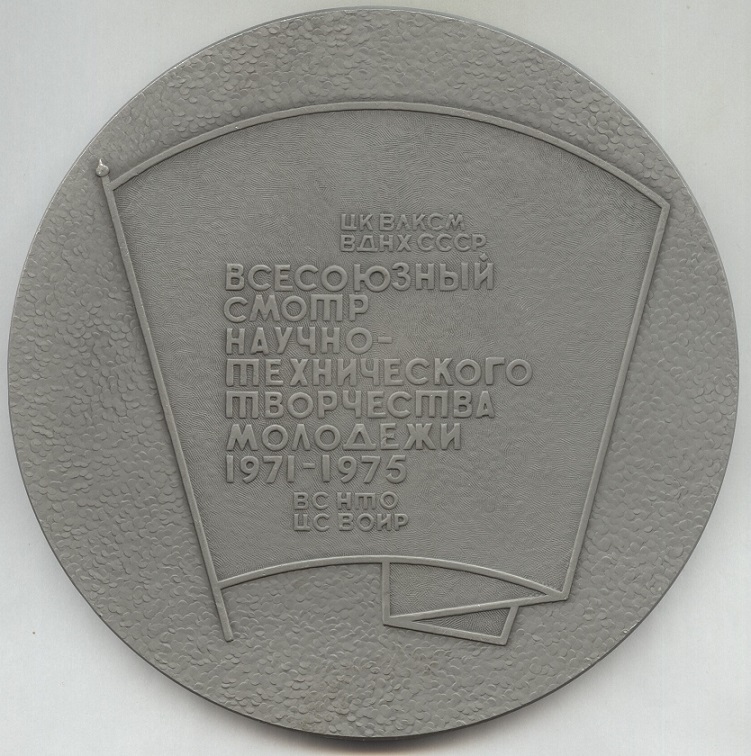 ЦК ВЛКСМ
ВДНХ СССР
ВСЕСОЮЗНЫЙ
СМОТР
НАУЧНО-
ТЕХНИЧЕСКОГО
ТВОРЧЕСТВА
МОЛОДЕЖИ
1971-1975
ВС НТО
ЦС ВОИР